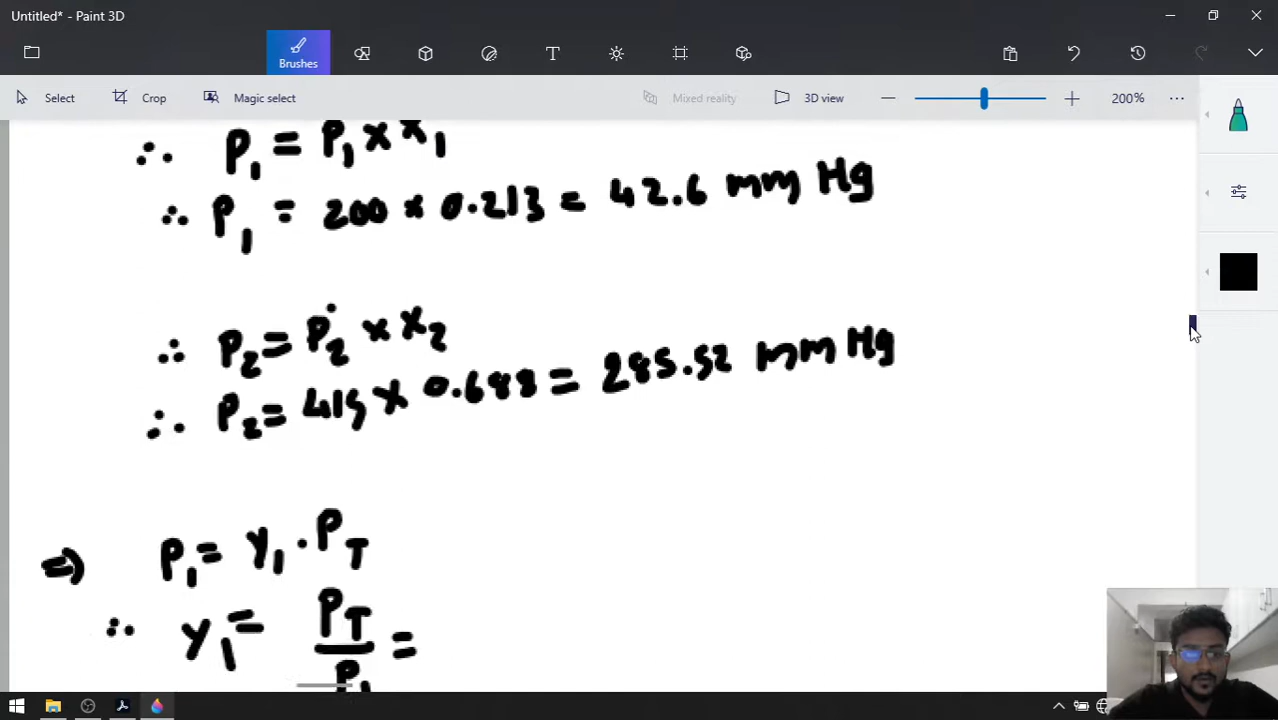 Untitled* - Paint 3D
Brushes
Select
Crop
Magic select
Mixed reality
3D view
200%
∴ P₁ = P₁ × x₁
∴ P₁ = 200 × 0.213 = 42.6 mm Hg
∴ P₂ = P₂° × x₂
∴ P₂ = 415 × 0.688 = 285.52 mm Hg
⇒ P₁ = y₁ · P_T
∴ y₁ = P_T / P₁ =